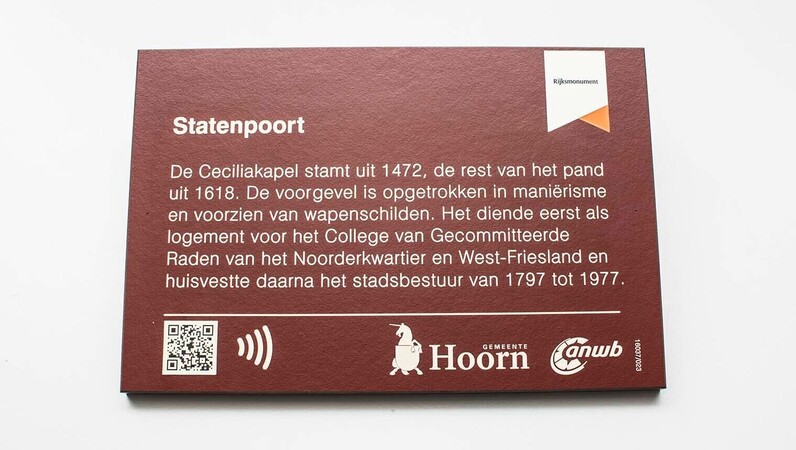 Rijksmonument
Statenpoort
De Ceciliakapel stamt uit 1472, de rest van het pand
uit 1618. De voorgevel is opgetrokken in maniërisme
en voorzien van wapenschilden. Het diende eerst als
logement voor het College van Gecommitteerde
Raden van het Noorderkwartier en West-Friesland en
huisvestte daarna het stadsbestuur van 1797 tot 1977.
GEMEENTE
Hoorn
anwb
16037/023